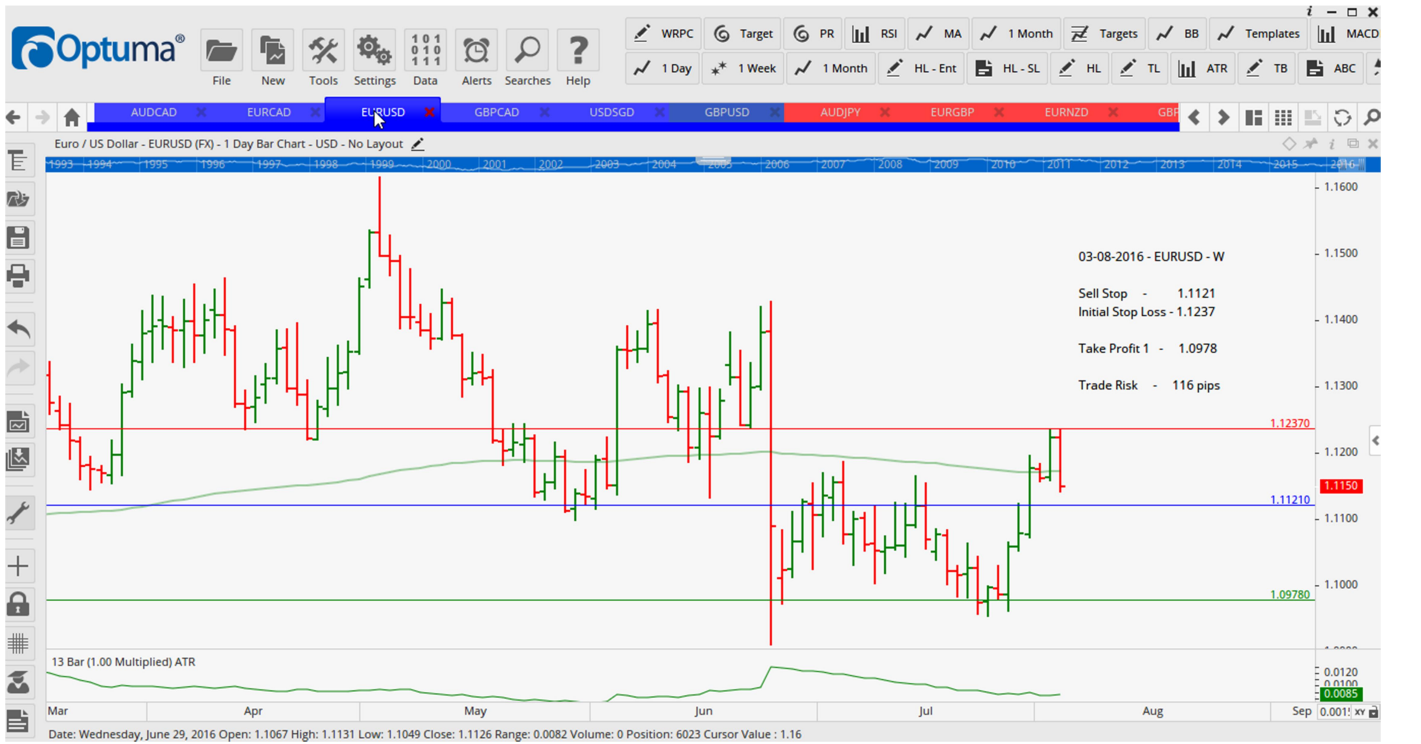 Optuma®
File New Tools Settings Data Alerts Searches Help
101
010
111
WRPC Target PR RSI MA 1 Month Targets BB Templates MACD
1 Day 1 Week 1 Month HL - Ent HL - SL HL TL ATR TB ABC
AUDCAD EURCAD EURUSD GBPCAD USDSGD GBPUSD AUDJPY EURGBP EURNZD GBP
Euro / US Dollar - EURUSD (FX) - 1 Day Bar Chart - USD - No Layout
1993 1994 1995 1996 1997 1998 1999 2000 2001 2002 2003 2004 2005 2006 2007 2008 2009 2010 2011 2012 2013 2014 2015 2016
1.1600
1.1500
03-08-2016 - EURUSD - W
Sell Stop - 1.1121
Initial Stop Loss - 1.1237
1.1400
Take Profit 1 - 1.0978
Trade Risk - 116 pips
1.1300
1.12370
1.1200
1.1150
1.11210
1.1100
1.1000
1.09780
13 Bar (1.00 Multiplied) ATR
0.0120
0.0100
0.0085
Mar Apr May Jun Jul Aug Sep 0.001 XY
Date: Wednesday, June 29, 2016 Open: 1.1067 High: 1.1131 Low: 1.1049 Close: 1.1126 Range: 0.0082 Volume: 0 Position: 6023 Cursor Value : 1.16